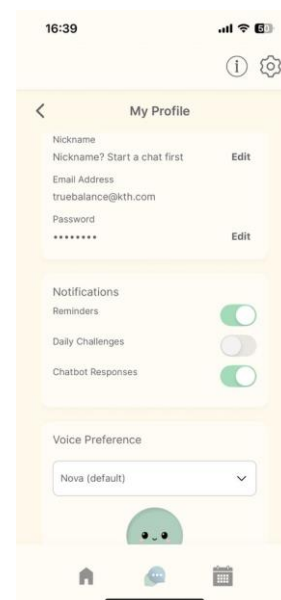 16:39
50
My Profile
Nickname
Nickname? Start a chat first Edit
Email Address
truebalance@kth.com
Password
•••••••• Edit
Notifications
Reminders
Daily Challenges
Chatbot Responses
Voice Preference
Nova (default)